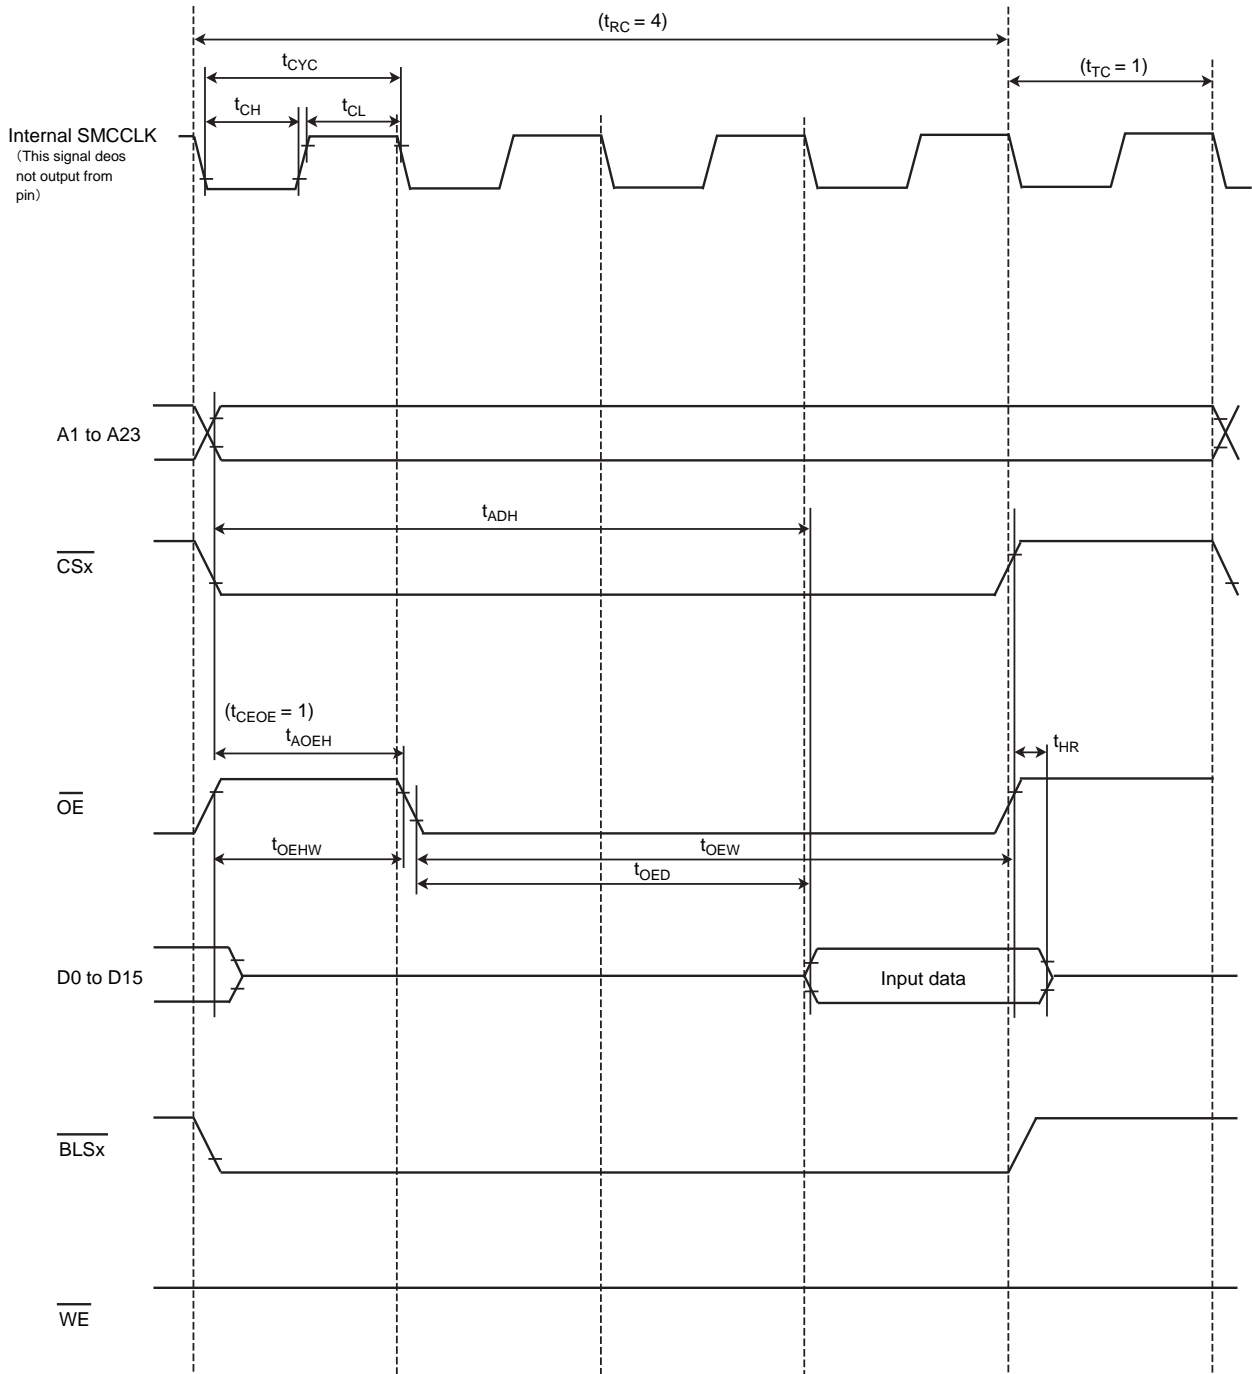 (tRC = 4)
tCYC
(tTC = 1)
tCH
tCL
Internal SMCCLK
（This signal deos
not output from
pin）
A1 to A23
tADH
CSx
(tCEOE = 1)
tAOEH
tHR
OE
tOEHW
tOEW
tOED
D0 to D15
Input data
BLSx
WE